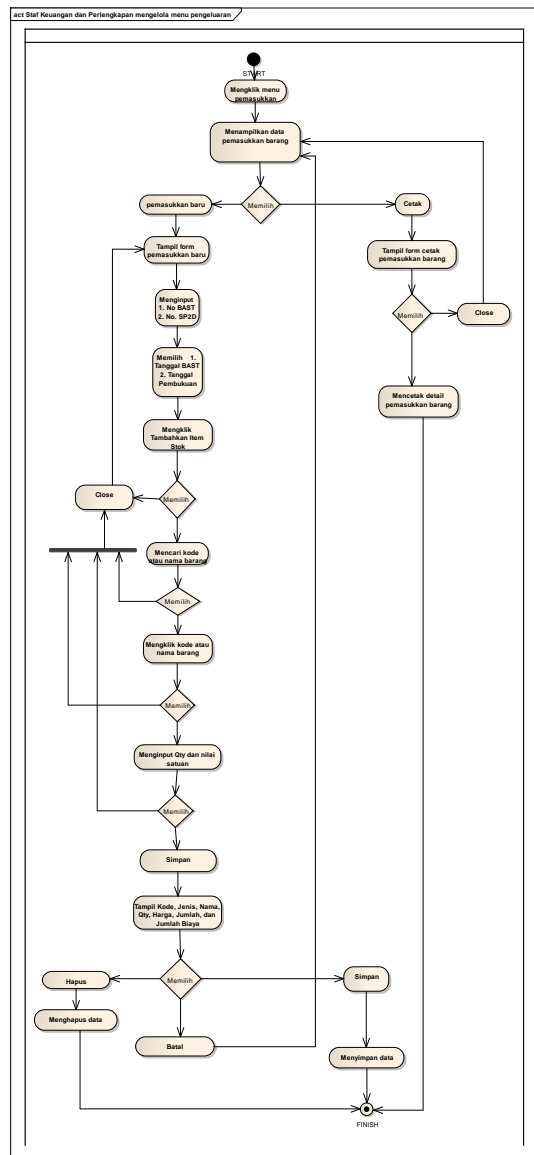 act Staf Keuangan dan Perlengkapan mengelola menu pengeluaran
START
Mengklik menu
pemasukkan
Menampilkan data
pemasukkan barang
Memilih
pemasukkan baru
Cetak
Tampil form
pemasukkan baru
Tampil form cetak
pemasukkan barang
Menginput
1. No BAST
2. No. SP2D
Memilih
Close
Memilih 1.
Tanggal BAST
2. Tanggal
Pembukuan
Mencetak detail
pemasukkan barang
Mengklik
Tambahkan Item
Stok
Close
Memilih
Mencari kode
atau nama barang
Memilih
Mengklik kode atau
nama barang
Memilih
Menginput Qty dan nilai
satuan
Memilih
Simpan
Tampil Kode, Jenis, Nama,
Qty, Harga, Jumlah, dan
Jumlah Biaya
Hapus
Memilih
Simpan
Menghapus data
Batal
Menyimpan data
FINISH